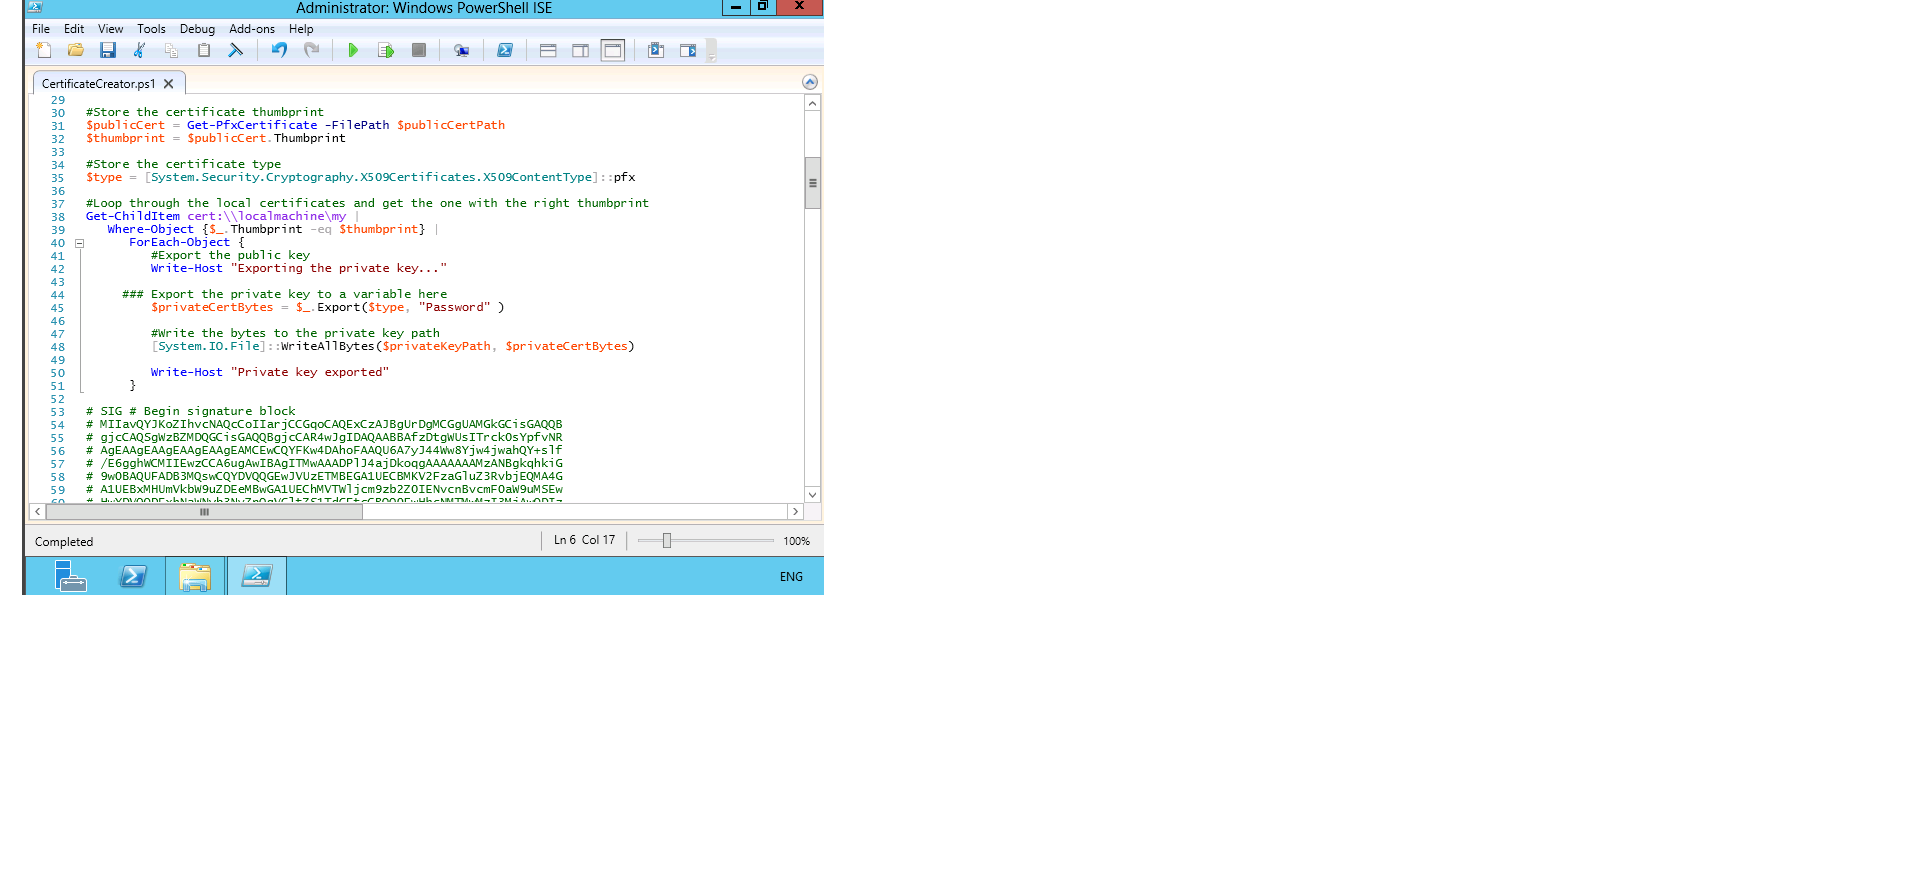 Administrator: Windows PowerShell ISE
File Edit View Tools Debug Add-ons Help
CertificateCreator.ps1
29
30 #Store the certificate thumbprint
31 $publicCert = Get-PfxCertificate -FilePath $publicCertPath
32 $thumbprint = $publicCert.Thumbprint
33
34 #Store the certificate type
35 $type = [System.Security.Cryptography.X509Certificates.X509ContentType]::pfx
36
37 #Loop through the local certificates and get the one with the right thumbprint
38 Get-ChildItem cert:\\localmachine\my |
39 Where-Object {$_.Thumbprint -eq $thumbprint} |
40 ForEach-Object {
41 #Export the public key
42 Write-Host "Exporting the private key..."
43
44 ### Export the private key to a variable here
45 $privateCertBytes = $_.Export($type, "Password" )
46
47 #Write the bytes to the private key path
48 [System.IO.File]::WriteAllBytes($privateKeyPath, $privateCertBytes)
49
50 Write-Host "Private key exported"
51 }
52
53 # SIG # Begin signature block
54 # MIIavQYJKoZIhvcNAQcCoIIarjCCGqoCAQExCzAJBgUrDgMCGgUAMGkGCisGAQQB
55 # gjcCAQSgWzBZMDQGCisGAQQBgjcCAR4wJgIDAQAABBAfzDtgWUsITrckOsYpfvNR
56 # AgEAAgEAAgEAAgEAAgEAMCEwCQYFKw4DAhoFAAQU6A7yJ44Ww8Yjw4jwahQY+slf
57 # /E6gghWCMIIEwzCCA6ugAwIBAgITMwAAADPlJ4ajDkoqgAAAAAAAMzANBgkqhkiG
58 # 9w0BAQUFADB3MQswCQYDVQQGEwJVUzETMBEGA1UECBMKV2FzaGluZ3RvbjEQMA4G
59 # A1UEBxMHUmVkbW9uZDEeMBwGA1UEChMVTWljcm9zb2Z0IENvcnBvcmF0aW9uMSEw
Completed
Ln 6 Col 17
100%
ENG